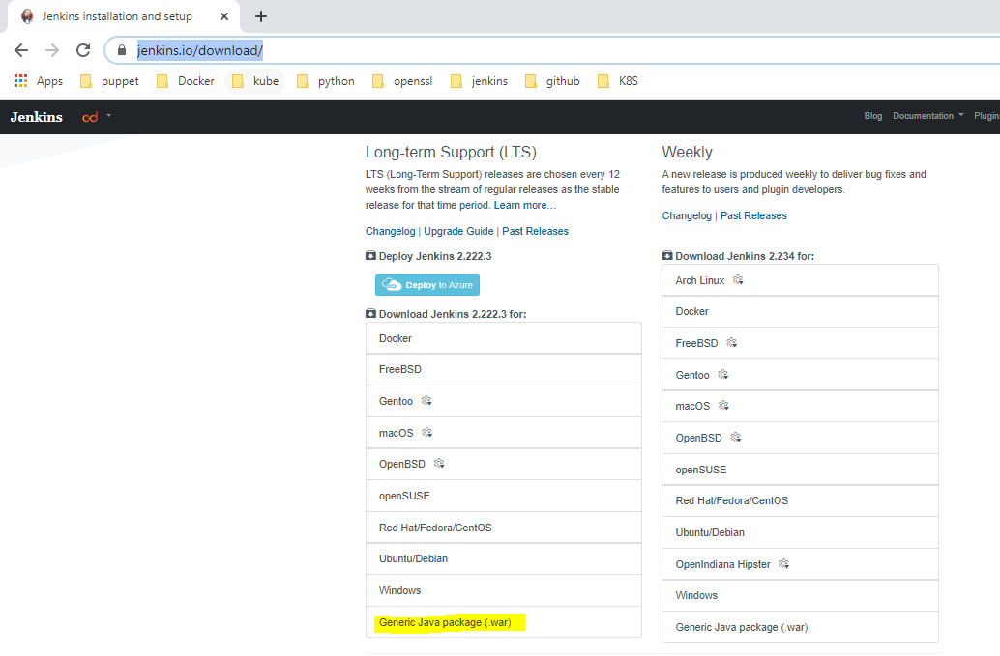 Jenkins installation and setup
jenkins.io/download/
Apps puppet Docker kube python openssl jenkins github K8S
Jenkins cd Blog Documentation Plugin
Long-term Support (LTS)
LTS (Long-Term Support) releases are chosen every 12
weeks from the stream of regular releases as the stable
release for that time period. Learn more...
Changelog | Upgrade Guide | Past Releases
Deploy Jenkins 2.222.3
Deploy to Azure
Download Jenkins 2.222.3 for:
Docker
FreeBSD
Gentoo
macOS
OpenBSD
openSUSE
Red Hat/Fedora/CentOS
Ubuntu/Debian
Windows
Generic Java package (.war)
Weekly
A new release is produced weekly to deliver bug fixes and
features to users and plugin developers.
Changelog | Past Releases
Download Jenkins 2.234 for:
Arch Linux
Docker
FreeBSD
Gentoo
macOS
OpenBSD
openSUSE
Red Hat/Fedora/CentOS
Ubuntu/Debian
OpenIndiana Hipster
Windows
Generic Java package (.war)